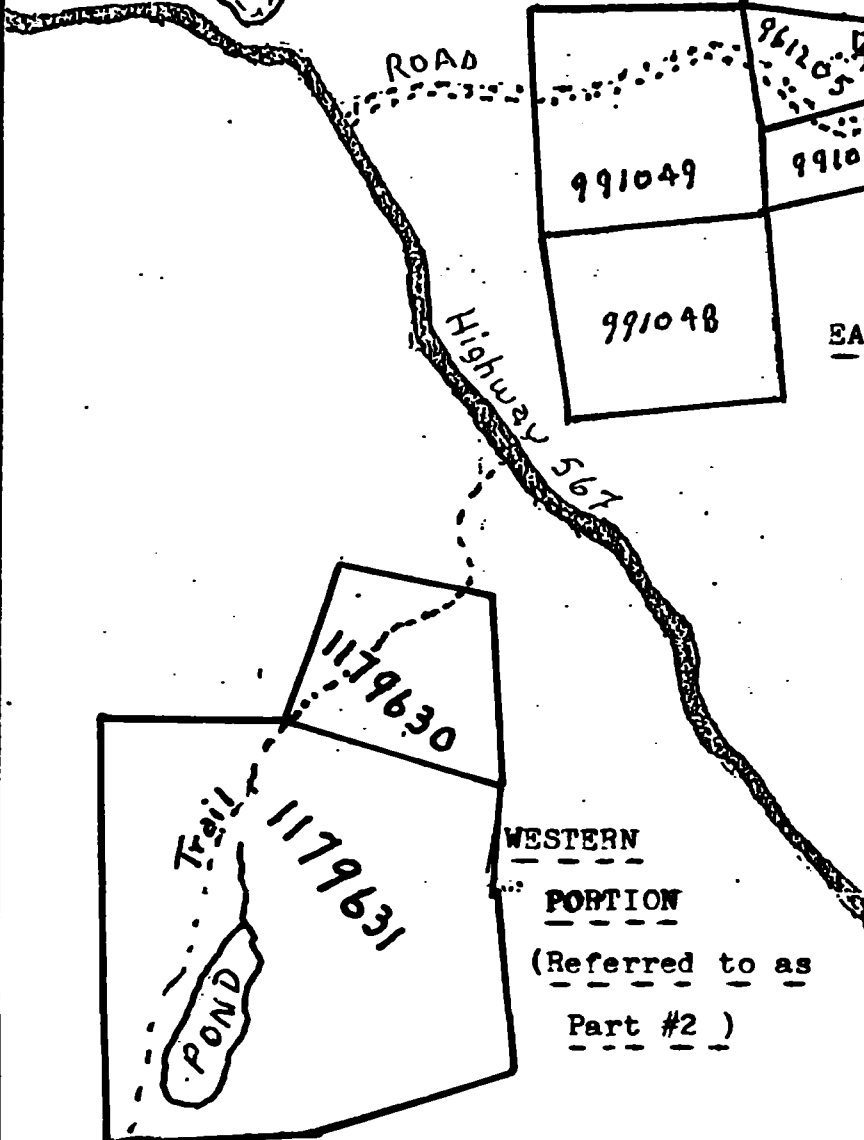 ROAD
961205
991049
9910
991048
EA
Highway 567
1179630
Trail
1179631
WESTERN
PORTION
(Referred to as
Part #2 )
POND